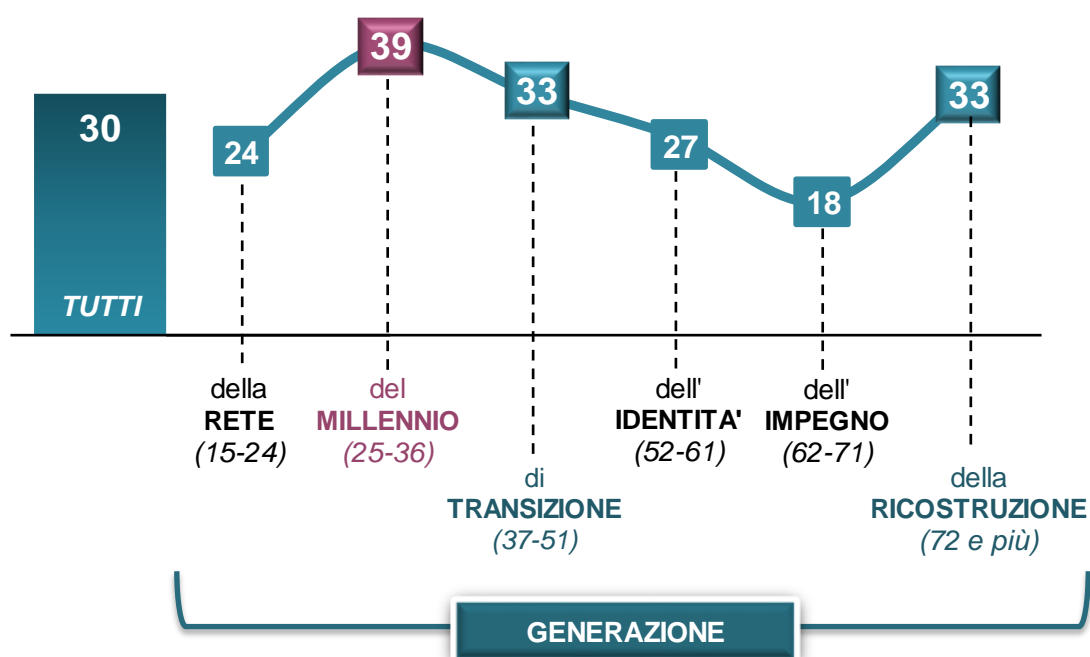 30
TUTTI
24
39
33
27
18
33
della
RETE
(15-24)
del
MILLENNIO
(25-36)
di
TRANSIZIONE
(37-51)
dell'
IDENTITA'
(52-61)
dell'
IMPEGNO
(62-71)
della
RICOSTRUZIONE
(72 e più)
GENERAZIONE